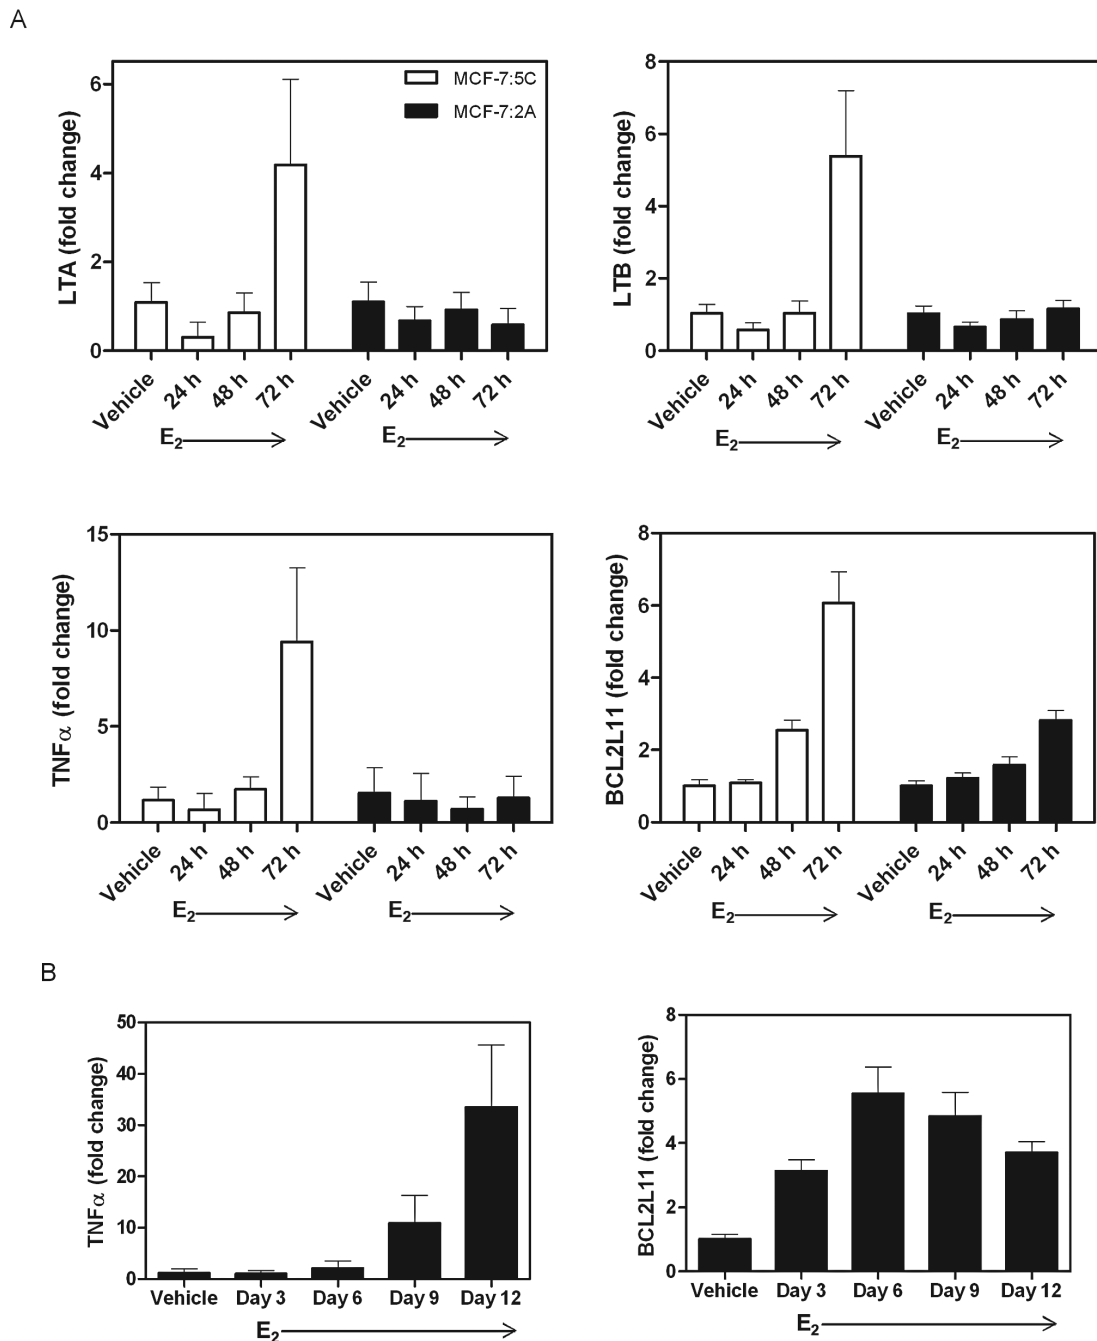 A
LTA (fold change)
6
4
2
0
MCF-7:5C
MCF-7:2A
Vehicle 24 h 48 h 72 h Vehicle 24 h 48 h 72 h
E₂ E₂
LTB (fold change)
8
6
4
2
0
Vehicle 24 h 48 h 72 h Vehicle 24 h 48 h 72 h
E₂ E₂
TNFα (fold change)
15
10
5
0
Vehicle 24 h 48 h 72 h Vehicle 24 h 48 h 72 h
E₂ E₂
BCL2L11 (fold change)
8
6
4
2
0
Vehicle 24 h 48 h 72 h Vehicle 24 h 48 h 72 h
E₂ E₂
B
TNFα (fold change)
50
40
30
20
10
0
Vehicle Day 3 Day 6 Day 9 Day 12
E₂
BCL2L11 (fold change)
8
6
4
2
0
Vehicle Day 3 Day 6 Day 9 Day 12
E₂